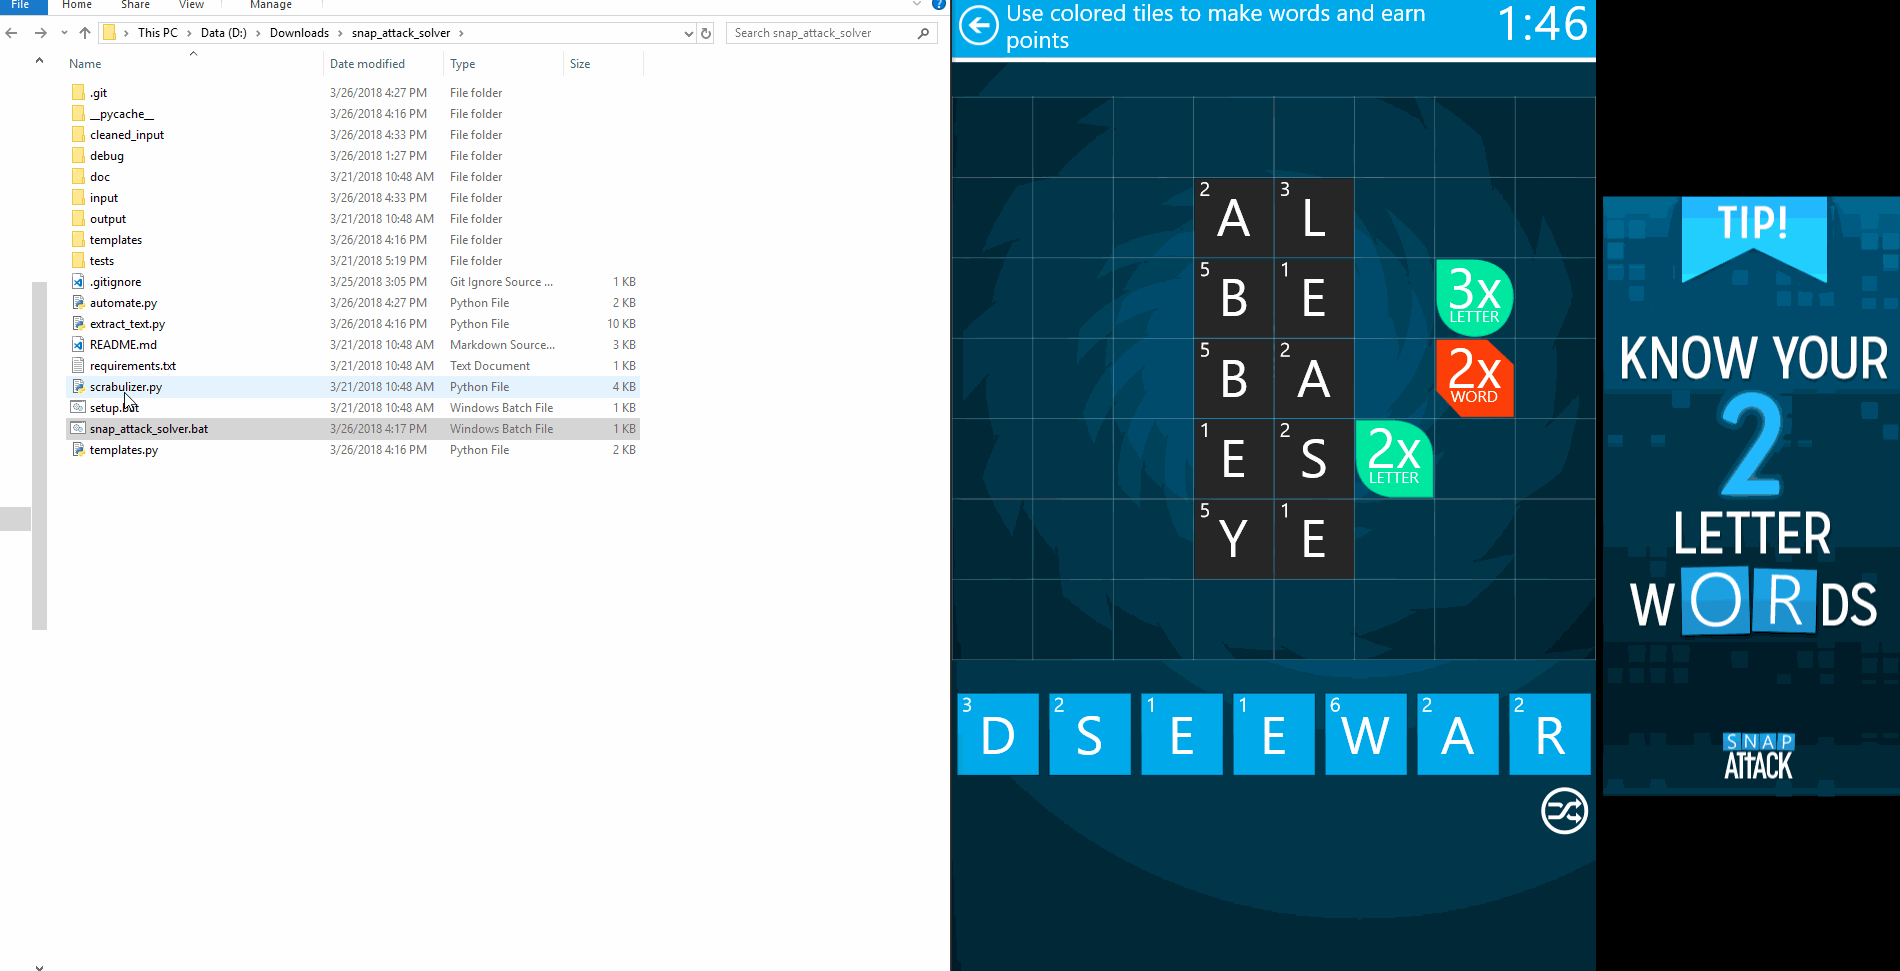 File Home Share View Manage
This PC Data (D:) Downloads snap_attack_solver
Search snap_attack_solver
Name Date modified Type Size
.git 3/26/2018 4:27 PM File folder
__pycache__ 3/26/2018 4:16 PM File folder
cleaned_input 3/26/2018 4:33 PM File folder
debug 3/26/2018 1:27 PM File folder
doc 3/21/2018 10:48 AM File folder
input 3/26/2018 4:33 PM File folder
output 3/21/2018 10:48 AM File folder
templates 3/26/2018 4:16 PM File folder
tests 3/21/2018 5:19 PM File folder
.gitignore 3/25/2018 3:05 PM Git Ignore Source ... 1 KB
automate.py 3/26/2018 4:27 PM Python File 2 KB
extract_text.py 3/26/2018 4:16 PM Python File 10 KB
README.md 3/21/2018 10:48 AM Markdown Source... 3 KB
requirements.txt 3/21/2018 10:48 AM Text Document 1 KB
scrabulizer.py 3/21/2018 10:48 AM Python File 4 KB
setup.bat 3/21/2018 10:48 AM Windows Batch File 1 KB
snap_attack_solver.bat 3/26/2018 4:17 PM Windows Batch File 1 KB
templates.py 3/26/2018 4:16 PM Python File 2 KB
Use colored tiles to make words and earn
points
1:46
2 A 3 L
5 B 1 E
3x
LETTER
5 B 2 A
2x
WORD
1 E 2 S
2x
LETTER
5 Y 1 E
3 D 2 S 1 E 1 E 6 W 2 A 2 R
TIP!
KNOW YOUR
2
LETTER
WORDS
SNAP
ATTACK